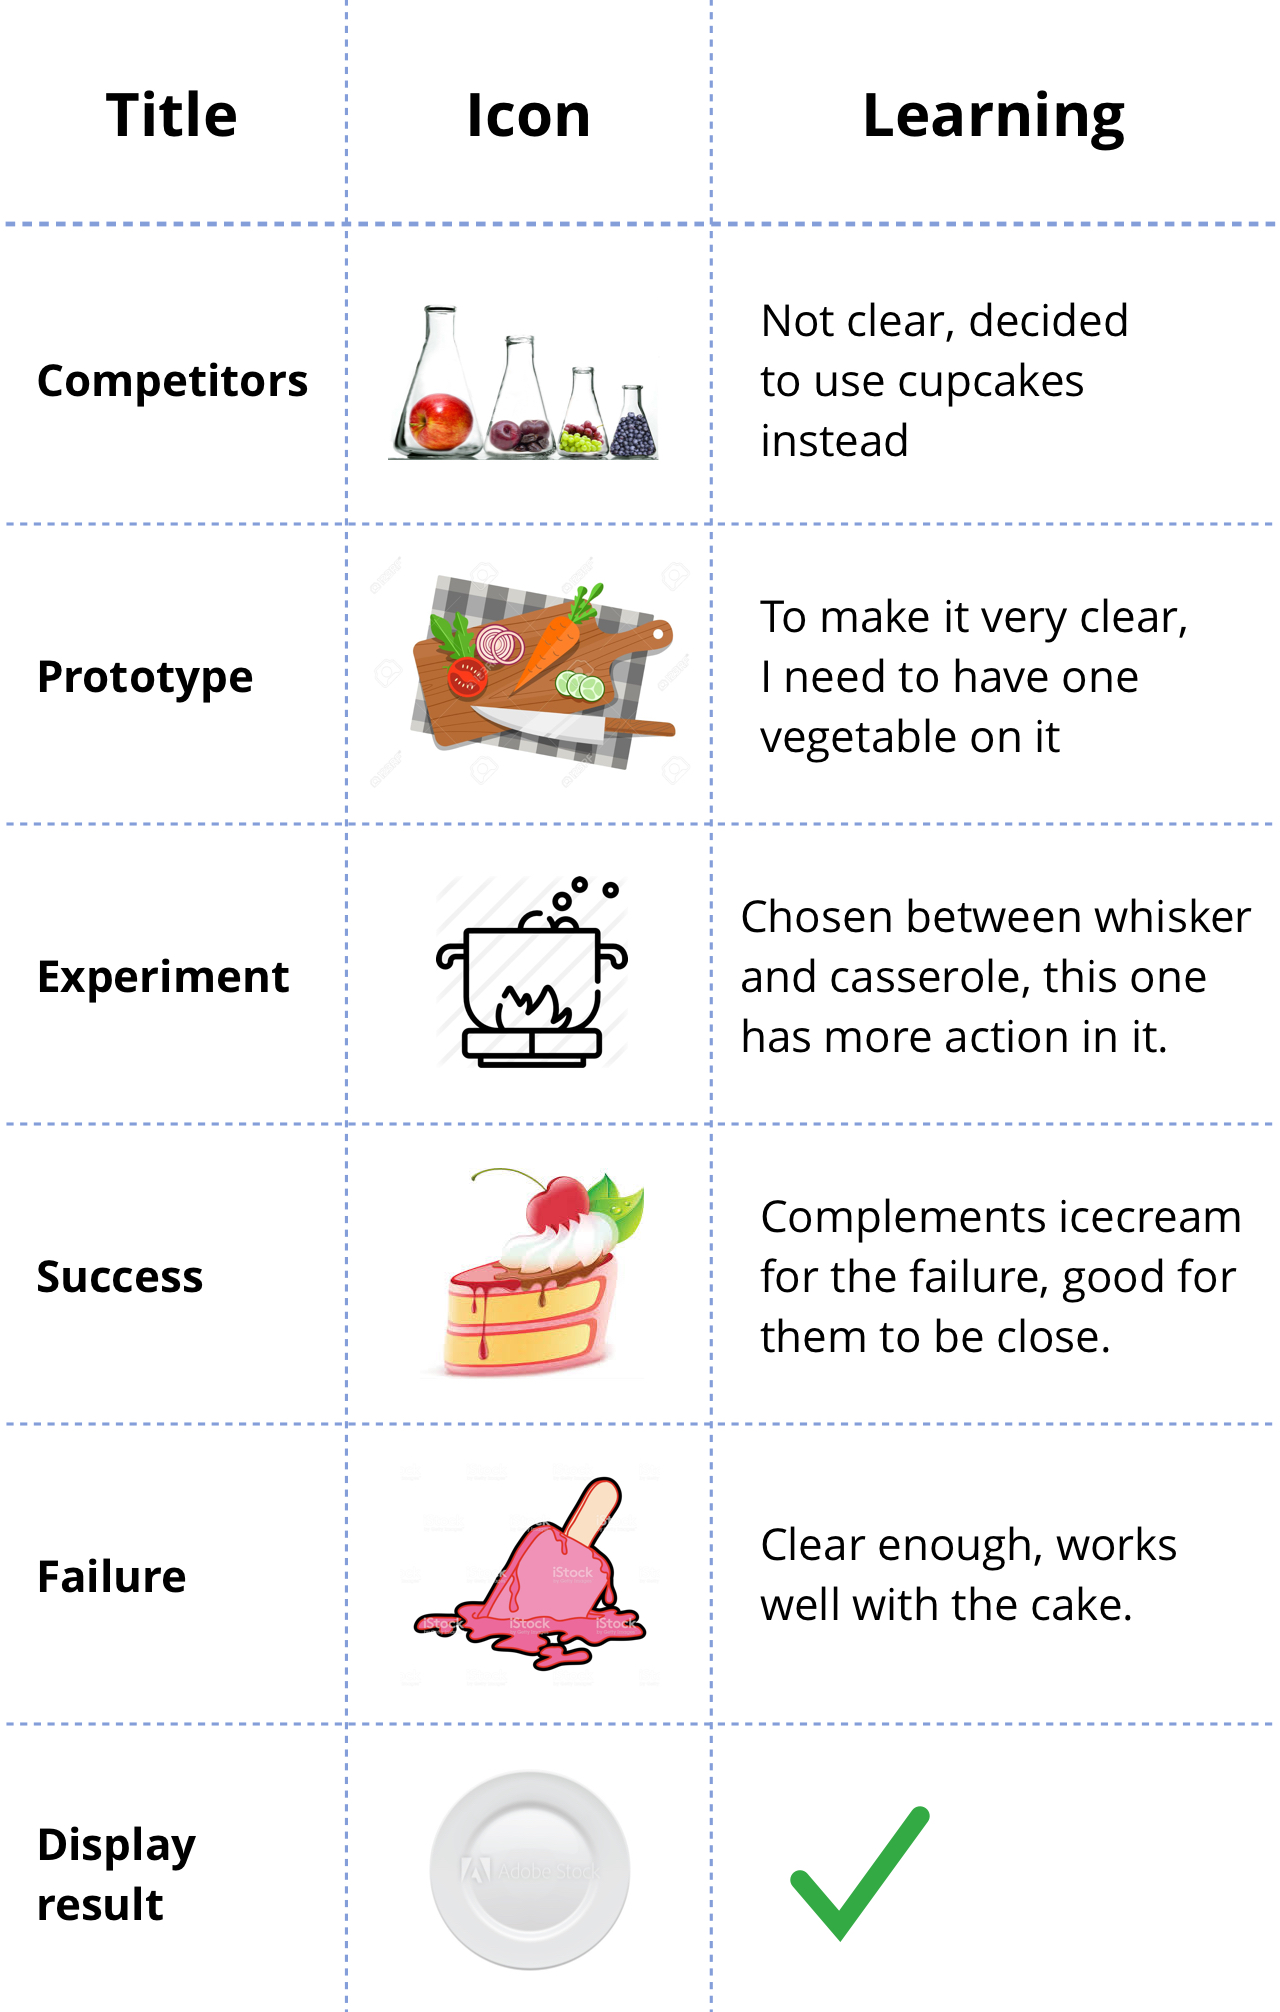 Title
Icon
Learning
Competitors
Not clear, decided
to use cupcakes
instead
Prototype
To make it very clear,
I need to have one
vegetable on it
Experiment
Chosen between whisker
and casserole, this one
has more action in it.
Success
Complements icecream
for the failure, good for
them to be close.
Failure
iStock
iStock
iStock
iStock
Clear enough, works
well with the cake.
Display
result
Adobe Stock